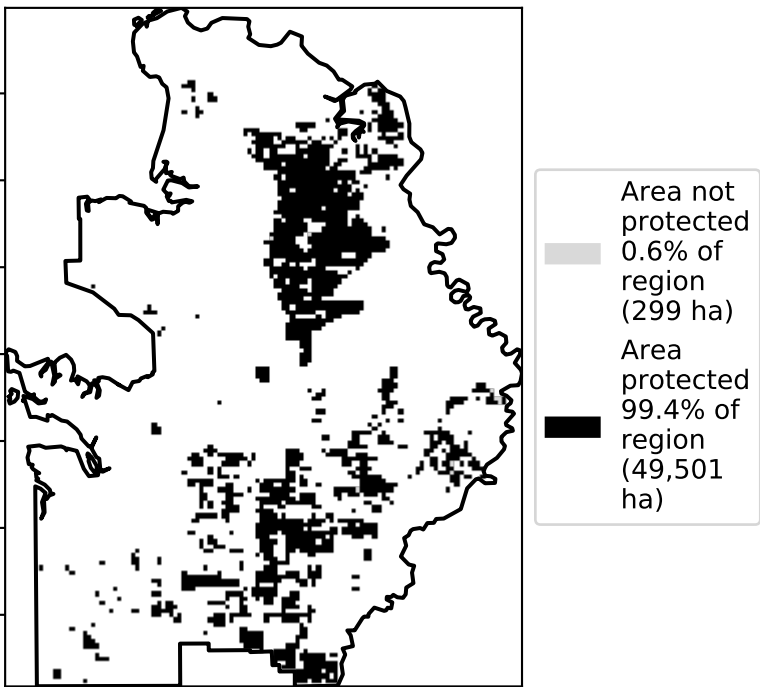 Area not
protected
0.6% of
region
(299 ha)
Area
protected
99.4% of
region
(49,501
ha)